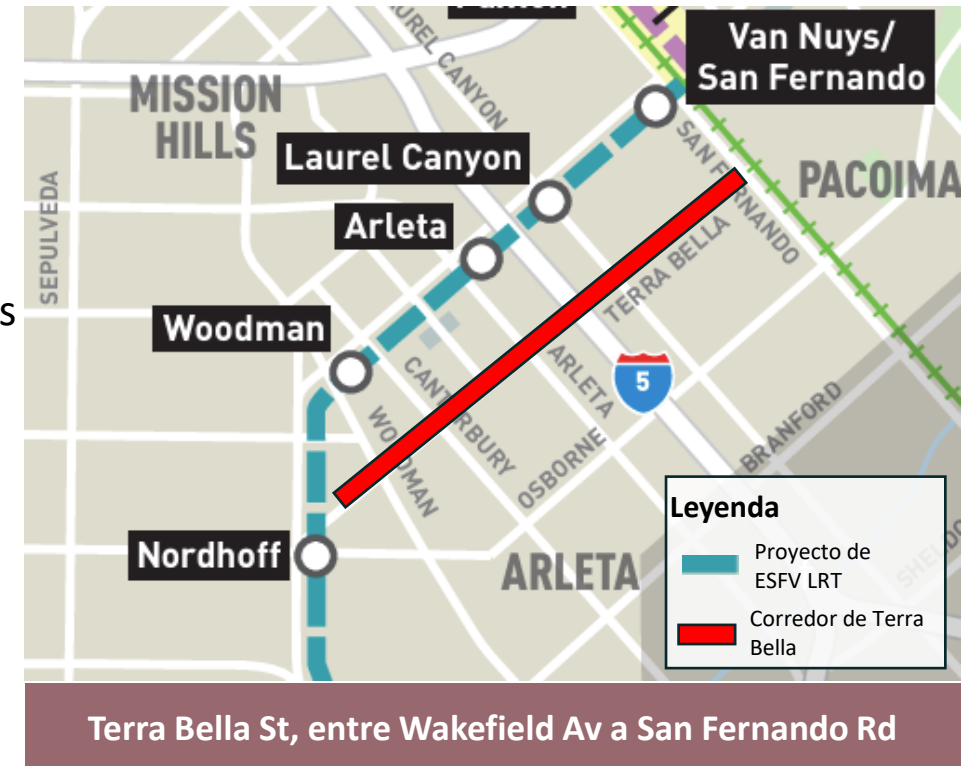 Van Nuys/
San Fernando
MISSION
HILLS
LAUREL CANYON
Laurel Canyon
SAN FERNANDO
PACOIMA
SEPULVEDA
Arleta
TERRA BELLA
S
Woodman
ARLETA
5
CANTERBURY
WOODMAN
OSBORNE
BRANFORD
Nordhoff
ARLETA
Leyenda
Proyecto de
ESFV LRT
Corredor de Terra
Bella
Terra Bella St, entre Wakefield Av a San Fernando Rd